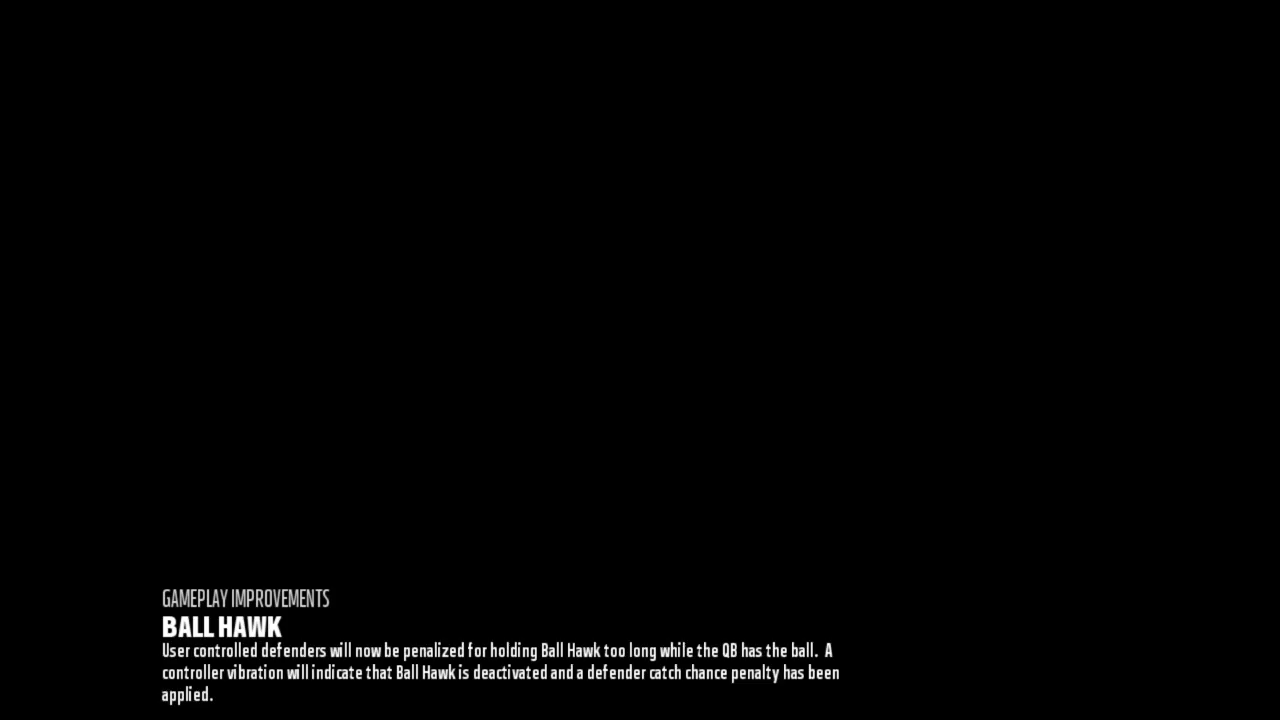 GAMEPLAY IMPROVEMENTS
BALL HAWK
User controlled defenders will now be penalized for holding Ball Hawk too long while the QB has the ball.  A
controller vibration will indicate that Ball Hawk is deactivated and a defender catch chance penalty has been
applied.